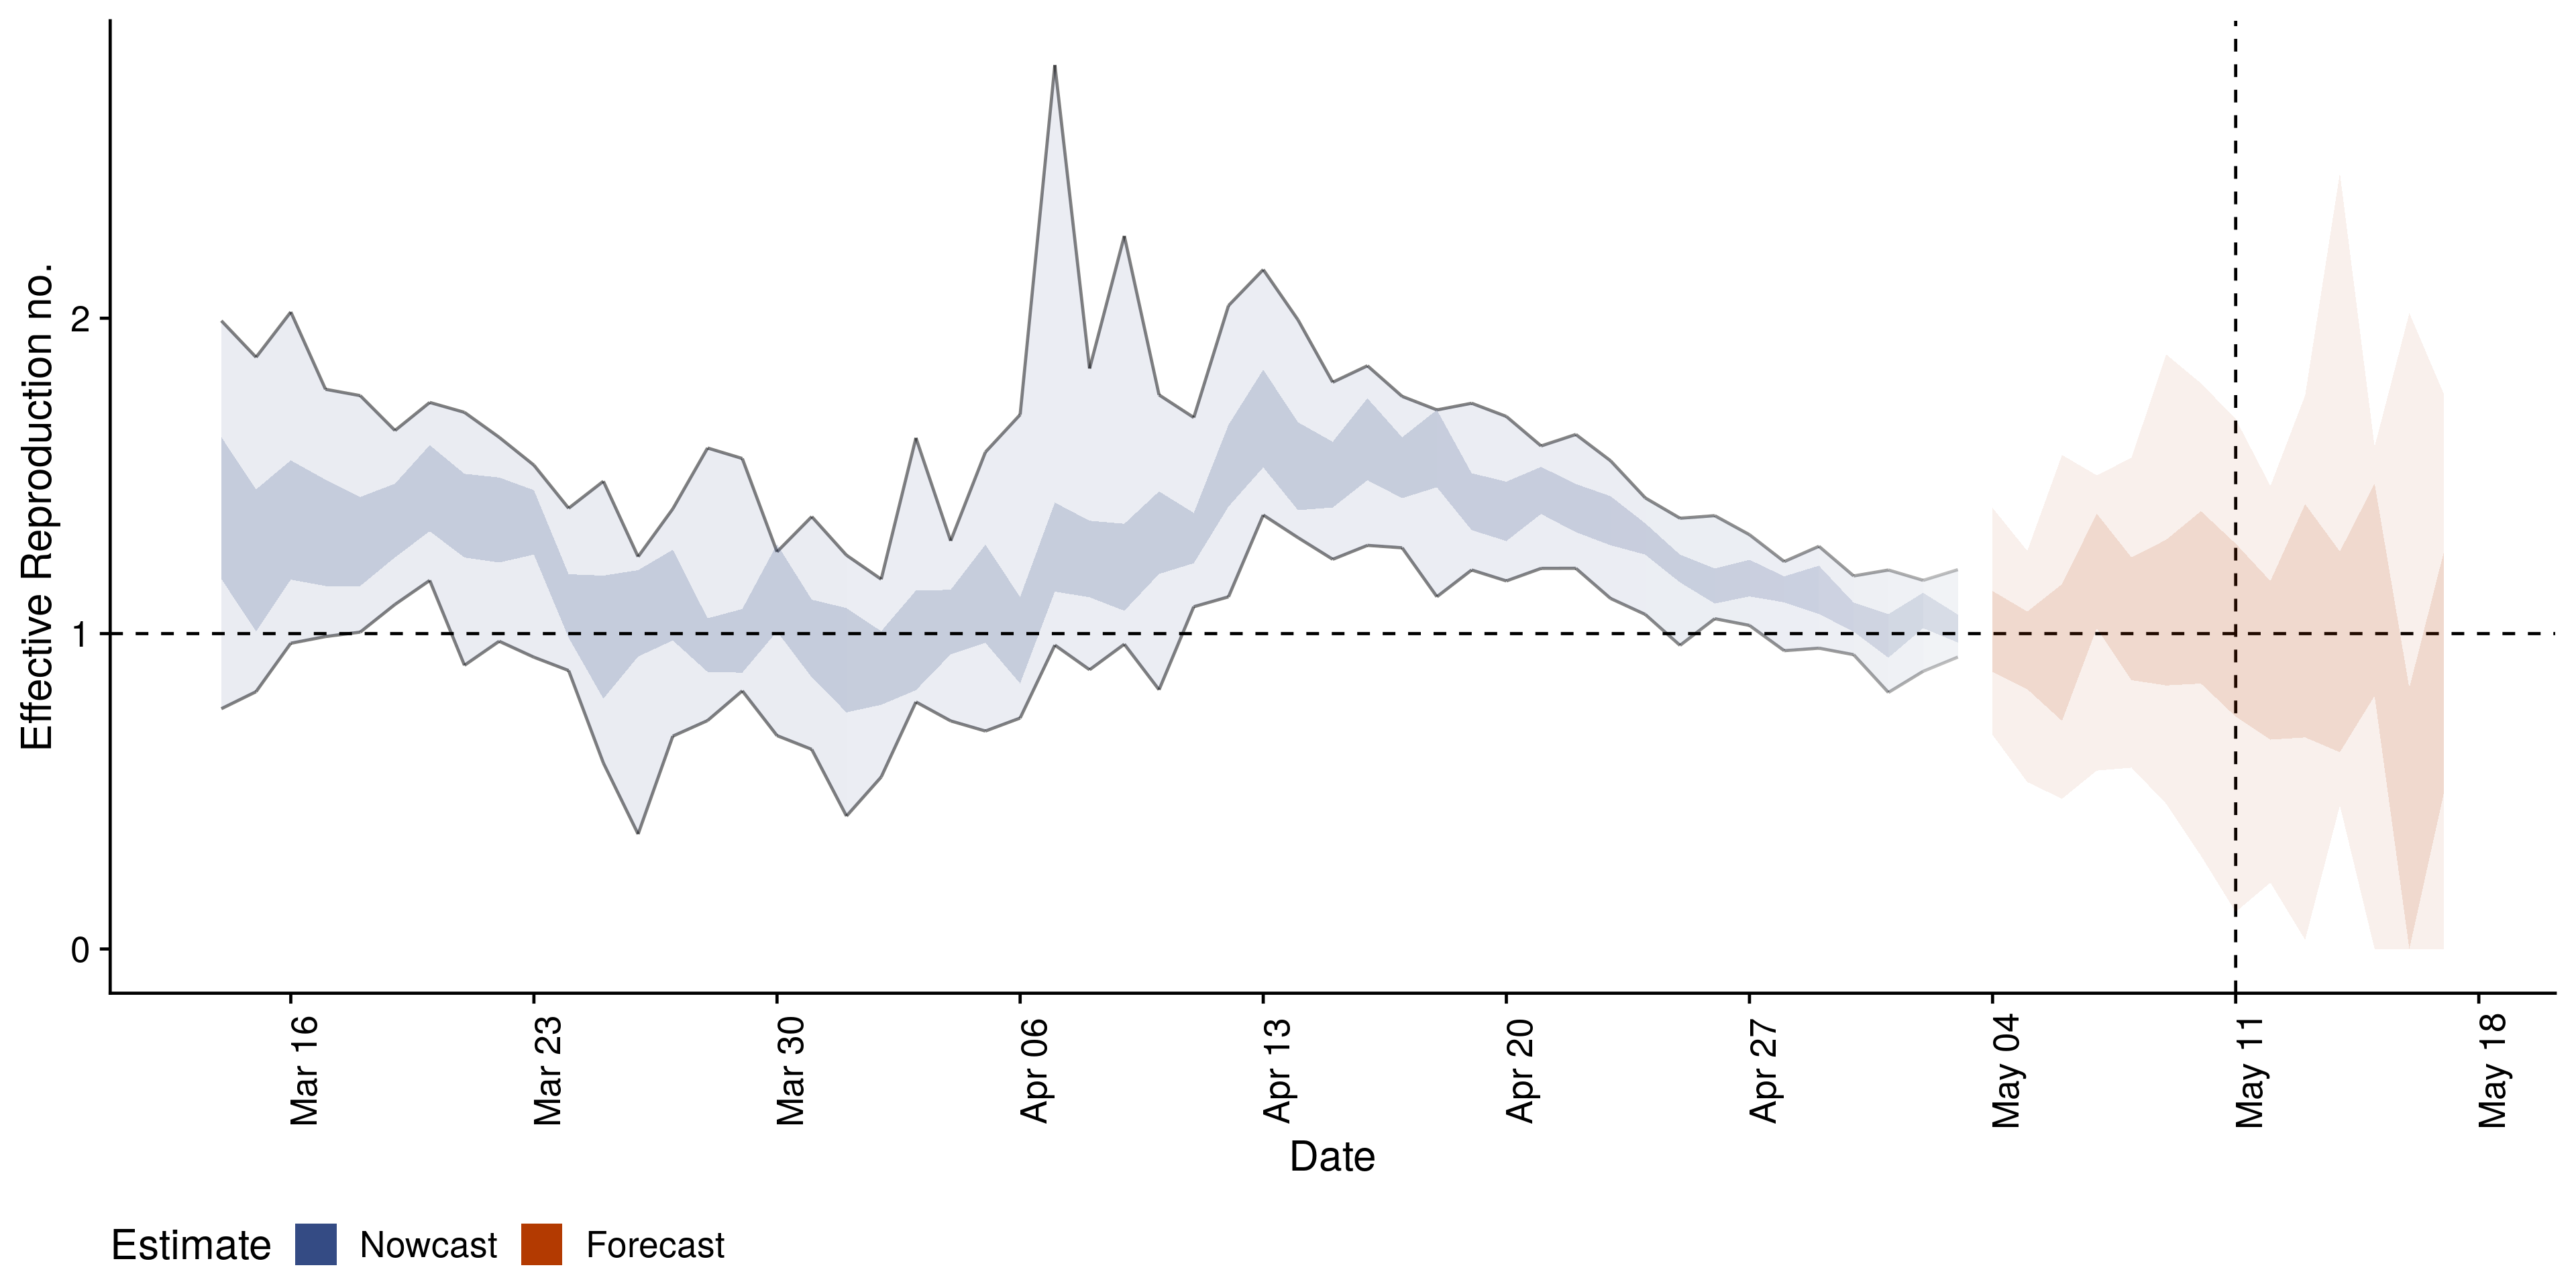 Effective Reproduction no.
2
1
0
Mar 16
Mar 23
Mar 30
Apr 06
Apr 13
Apr 20
Apr 27
May 04
May 11
May 18
Date
Estimate Nowcast Forecast